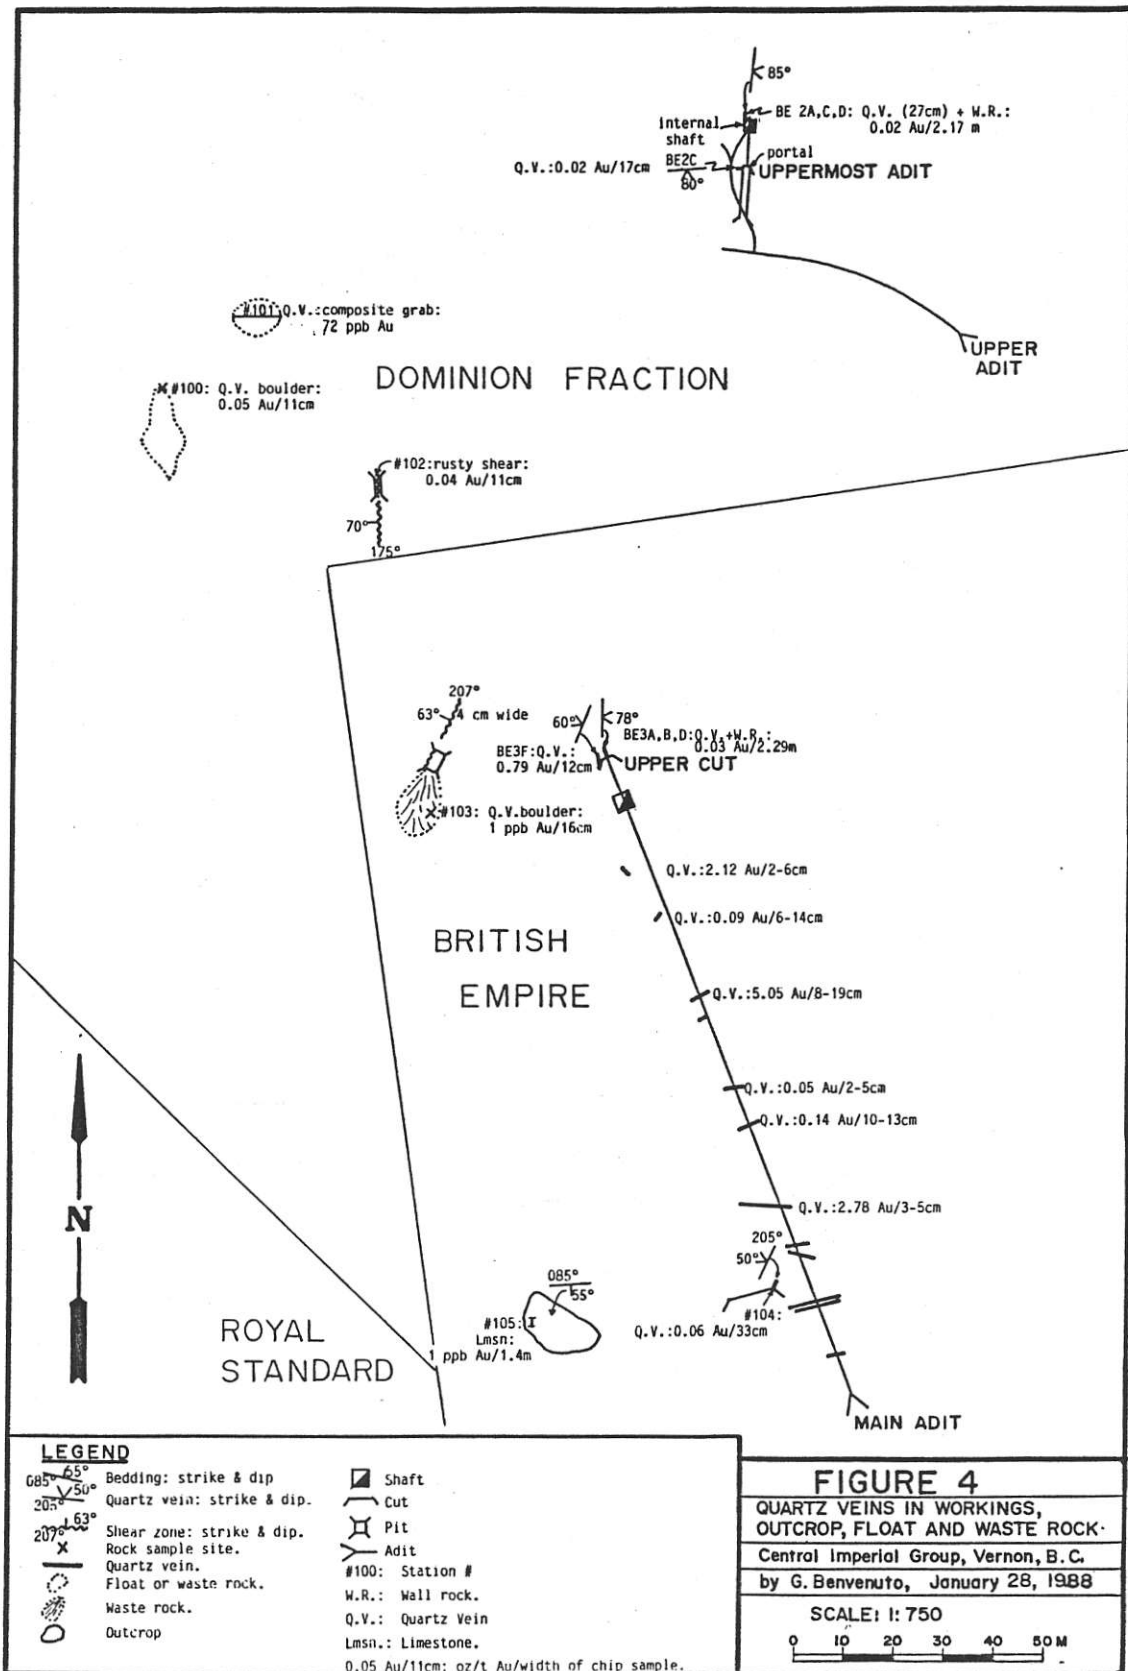 85°
BE 2A,C,D: Q.V. (27cm) + W.R.:
0.02 Au/2.17 m
internal
shaft
portal
BE2C
Q.V.:0.02 Au/17cm
80°
UPPERMOST ADIT
#101 Q.V.:composite grab:
72 ppb Au
UPPER
ADIT
DOMINION FRACTION
#100: Q.V. boulder:
0.05 Au/11cm
#102:rusty shear:
0.04 Au/11cm
70°
175°
207°
63°
4 cm wide
60°
78°
BE3A,B,D:Q.V.+W.R.:
0.03 Au/2.29m
BE3F:Q.V.:
0.79 Au/12cm
UPPER CUT
#103: Q.V.boulder:
1 ppb Au/16cm
Q.V.:2.12 Au/2-6cm
Q.V.:0.09 Au/6-14cm
BRITISH
EMPIRE
Q.V.:5.05 Au/8-19cm
Q.V.:0.05 Au/2-5cm
Q.V.:0.14 Au/10-13cm
N
Q.V.:2.78 Au/3-5cm
205°
50°
085°
55°
#104:
Q.V.:0.06 Au/33cm
#105:
Lmsn:
1 ppb Au/1.4m
ROYAL
STANDARD
MAIN ADIT
LEGEND
085° 65° Bedding: strike & dip
205° 50° Quartz vein: strike & dip.
207° 63° Shear zone: strike & dip.
X Rock sample site.
Quartz vein.
Float or waste rock.
Waste rock.
Outcrop
Shaft
Cut
Pit
Adit
#100: Station #
W.R.: Wall rock.
Q.V.: Quartz Vein
Lmsn.: Limestone.
0.05 Au/11cm: oz/t Au/width of chip sample.
FIGURE 4
QUARTZ VEINS IN WORKINGS,
OUTCROP, FLOAT AND WASTE ROCK.
Central Imperial Group, Vernon, B.C.
by G. Benvenuto, January 28, 1988
SCALE: 1:750
0 10 20 30 40 50 M